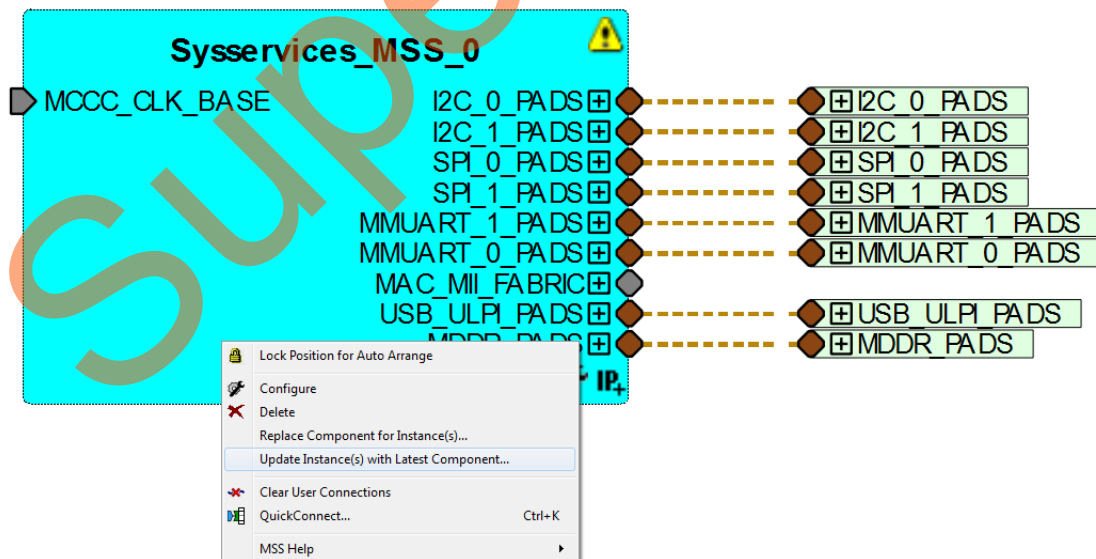 Sysservices_MSS_0
MCCC_CLK_BASE
I2C_0_PADS
I2C_0_PADS
I2C_1_PADS
I2C_1_PADS
SPI_0_PADS
SPI_0_PADS
SPI_1_PADS
SPI_1_PADS
MMUART_1_PADS
MMUART_1_PADS
MMUART_0_PADS
MMUART_0_PADS
MAC_MII_FABRIC
USB_ULPI_PADS
USB_ULPI_PADS
MDDR_PADS
MDDR_PADS
IP+
Lock Position for Auto Arrange
Configure
Delete
Replace Component for Instance(s)...
Update Instance(s) with Latest Component...
Clear User Connections
QuickConnect... Ctrl+K
MSS Help
Supe